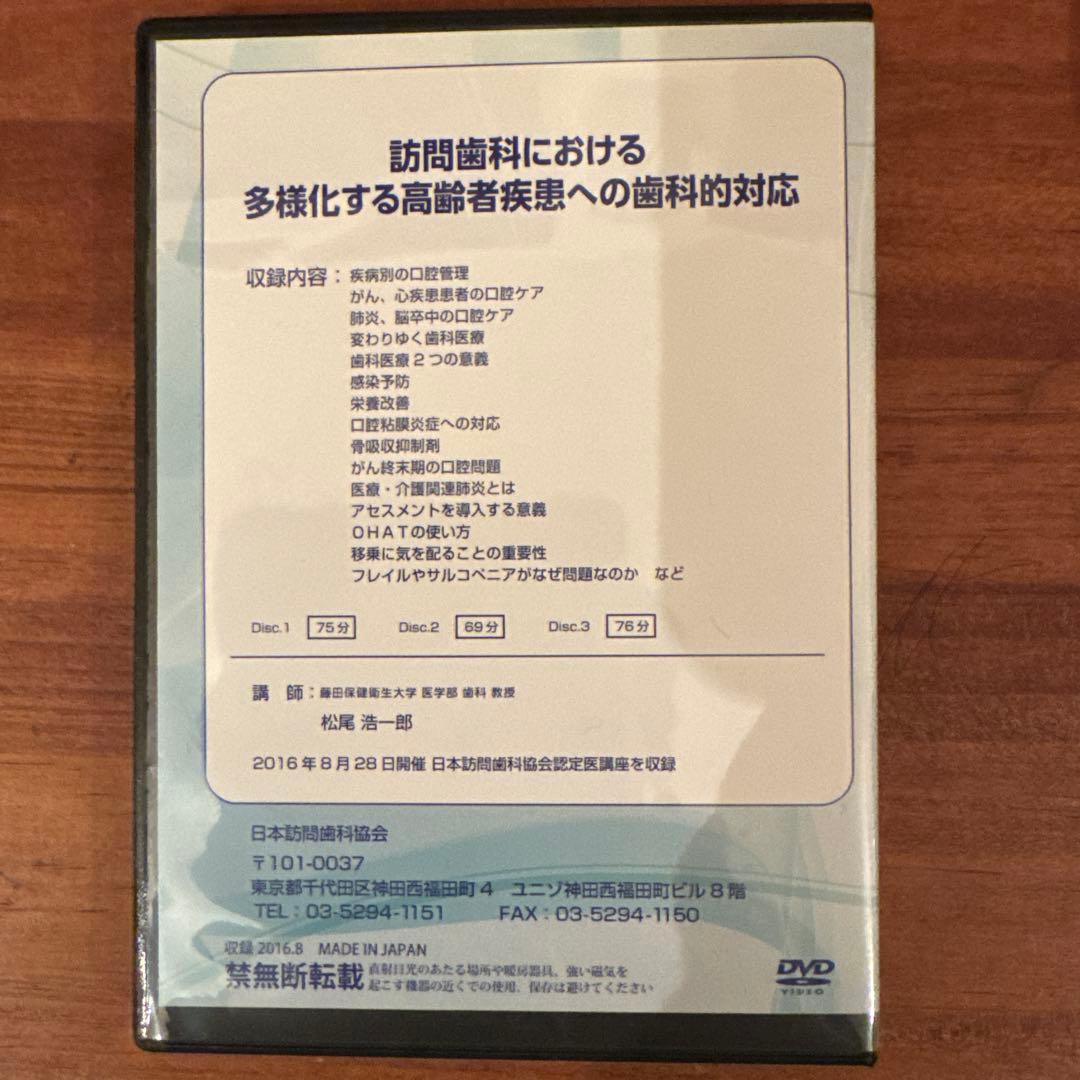 訪問歯科における
多様化する高齢者疾患への歯科的対応
収録内容：疾病別の口腔管理
がん、心疾患患者の口腔ケア
肺炎、脳卒中の口腔ケア
変わりゆく歯科医療
歯科医療２つの意義
感染予防
栄養改善
口腔粘膜炎症への対応
骨吸収抑制剤
がん終末期の口腔問題
医療・介護関連肺炎とは
アセスメントを導入する意義
ＯＨＡＴの使い方
移乗に気を配ることの重要性
フレイルやサルコペニアがなぜ問題なのか　など
Disc.1 75分 Disc.2 69分 Disc.3 76分
講　師：藤田保健衛生大学 医学部 歯科 教授
松尾 浩一郎
2016年8月28日開催 日本訪問歯科協会認定医講座を収録
日本訪問歯科協会
〒101-0037
東京都千代田区神田西福田町4　ユニゾ神田西福田町ビル8階
TEL：03-5294-1151　FAX：03-5294-1150
収録 2016.8　MADE IN JAPAN
禁無断転載 直射日光のあたる場所や暖房器具、強い磁気を
起こす機器の近くでの使用、保存は避けてください
DVD
VIDEO